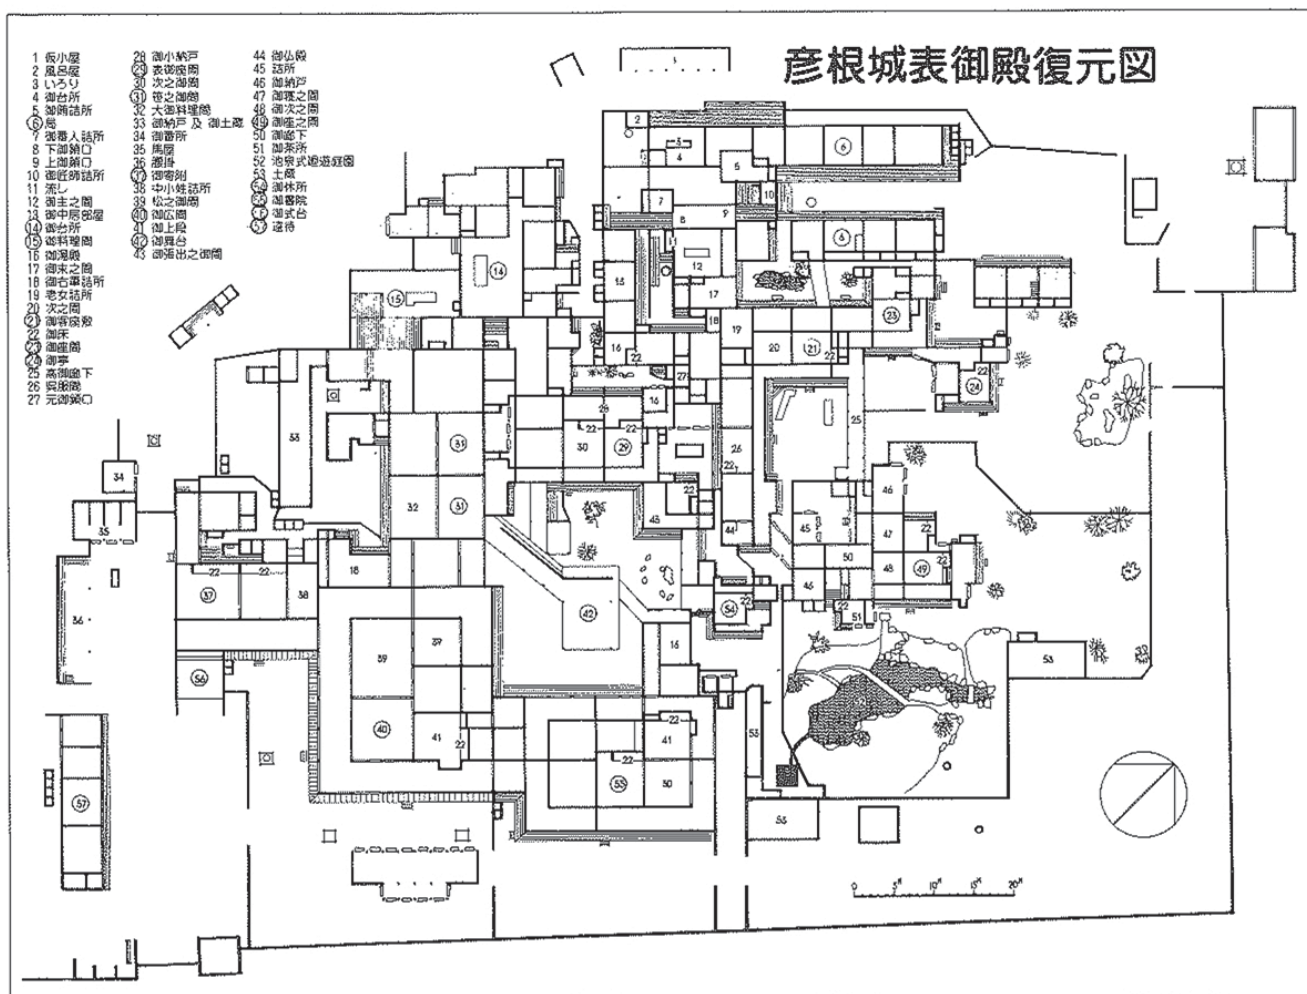 彦根城表御殿復元図
1 仮小屋
2 風呂屋
3 いろり
4 御台所
5 御賄詰所
⑥ 局
7 御番人詰所
8 下御鎖口
9 上御鎖口
10 御匠師詰所
11 流し
12 御主之間
13 御中居部屋
⑭ 御台所
⑮ 御料理間
16 御湯殿
17 御末之間
18 御右筆詰所
19 老女詰所
20 次之間
㉑ 御客座敷
22 御床
㉓ 御座間
㉔ 御亭
25 高御廊下
26 呉服間
27 元御鎖口
28 御小納戸
㉙ 表御座間
30 次之御間
㉛ 笹之御間
32 大御料理間
33 御納戸 及 御土蔵
34 御番所
35 馬屋
36 腰掛
㊲ 御寄附
38 中小姓詰所
39 松之御間
㊵ 御広間
41 御上段
㊷ 御舞台
43 御張出之御間
44 御仏殿
45 詰所
46 御納戸
47 御寝之間
48 御次之間
㊾ 御座之間
50 御廊下
51 御茶所
52 池泉式廻遊庭園
53 土蔵
54 御休所
55 御書院
56 御式台
57 遠侍
0 5M 10M 15M 20M